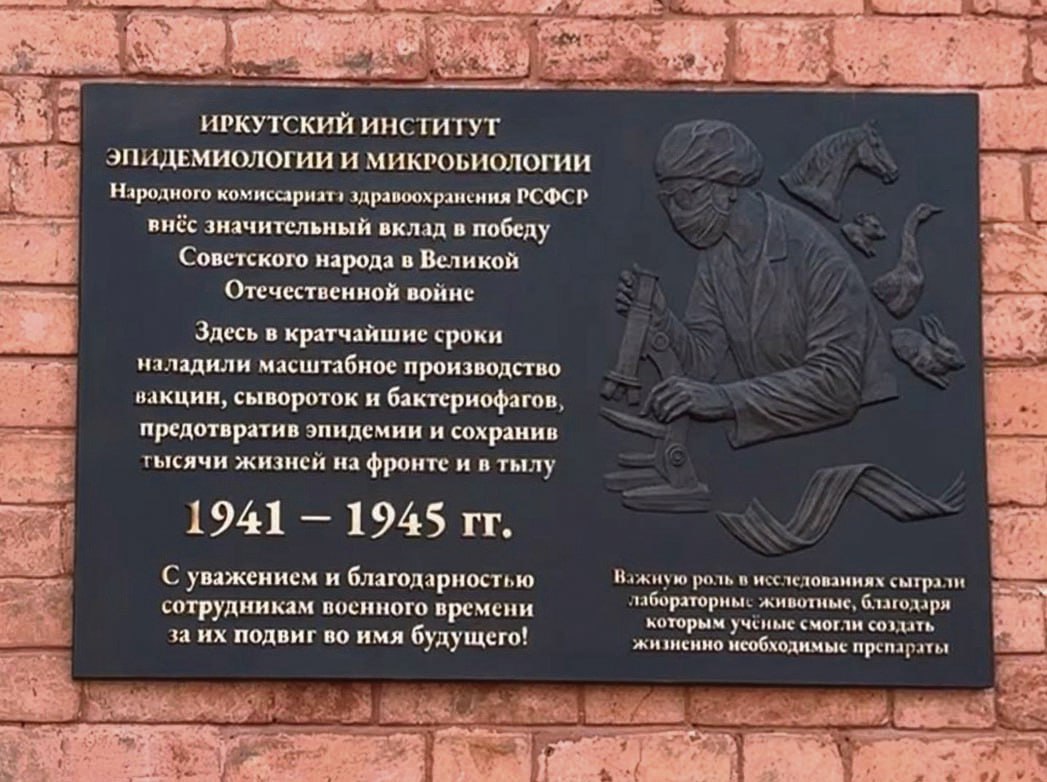 ИРКУТСКИЙ ИНСТИТУТ
ЭПИДЕМИОЛОГИИ И МИКРОБИОЛОГИИ
Народного комиссариата здравоохранения РСФСР
внёс значительный вклад в победу
Советского народа в Великой
Отечественной войне
Здесь в кратчайшие сроки
наладили масштабное производство
вакцин, сывороток и бактериофагов,
предотвратив эпидемии и сохранив
тысячи жизней на фронте и в тылу
1941 – 1945 гг.
С уважением и благодарностью
сотрудникам военного времени
за их подвиг во имя будущего!
Важную роль в исследованиях сыграли
лабораторные животные, благодаря
которым учёные смогли создать
жизненно необходимые препараты